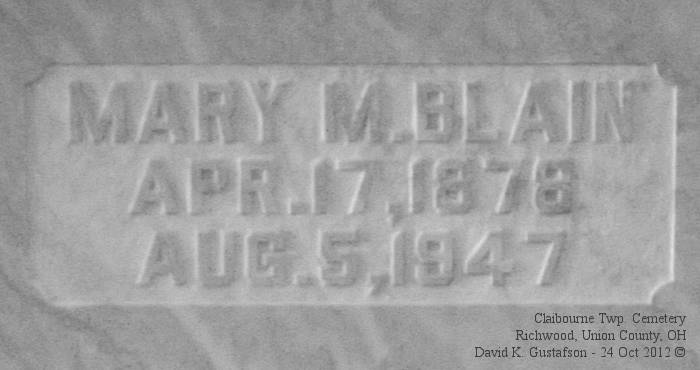 MARY M. BLAIN
APR. 17, 1878
AUG. 5, 1947
Claibourne Twp. Cemetery
Richwood, Union County, OH
David K. Gustafson - 24 Oct 2012 ©